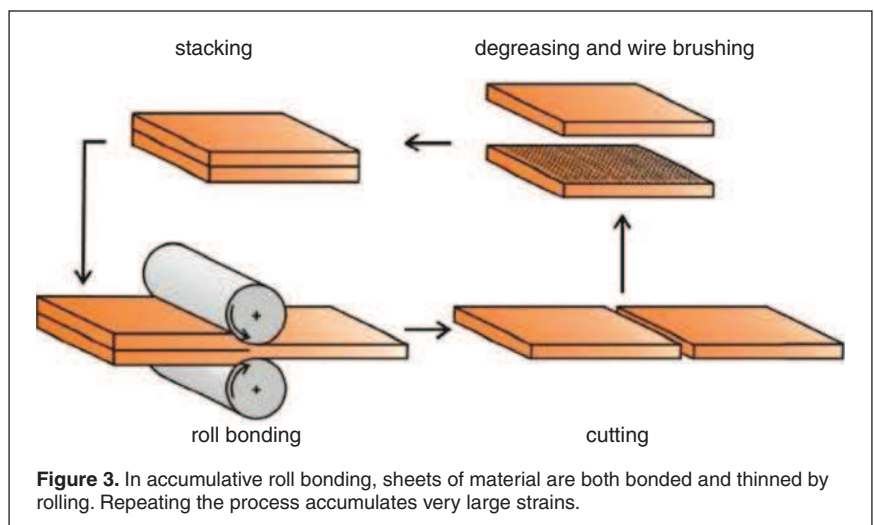 stacking
degreasing and wire brushing
roll bonding
cutting
Figure 3. In accumulative roll bonding, sheets of material are both bonded and thinned by
rolling. Repeating the process accumulates very large strains.